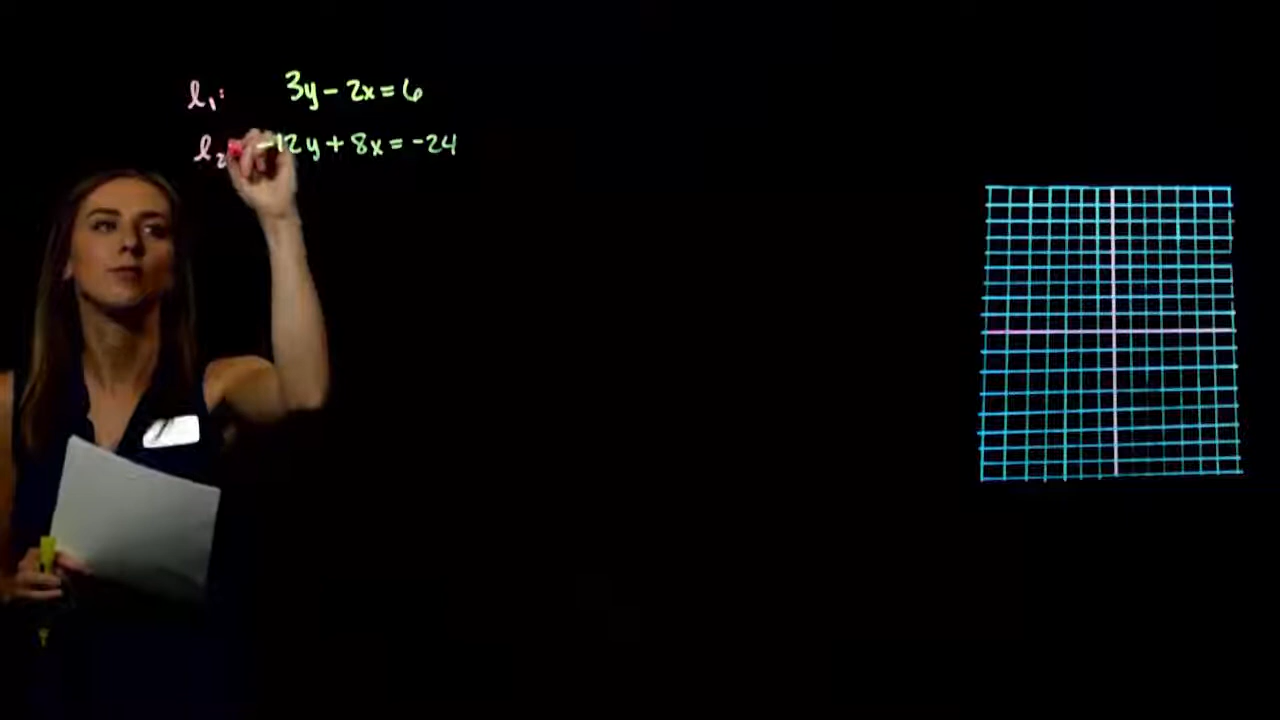 l₁: 3y - 2x = 6
l₂ -12y + 8x = -24